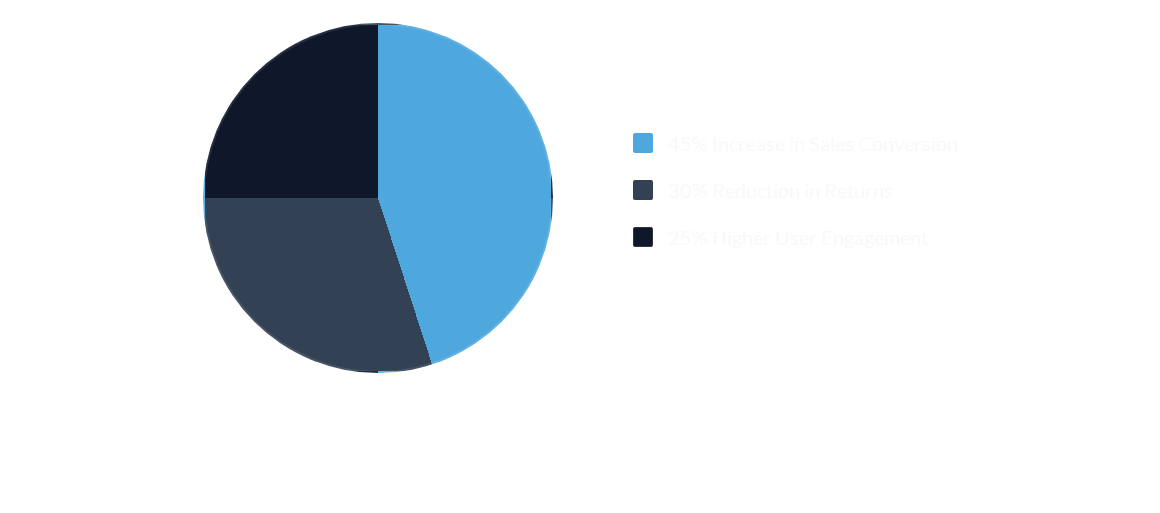 45% Increase in Sales Conversion
30% Reduction in Returns
25% Higher User Engagement